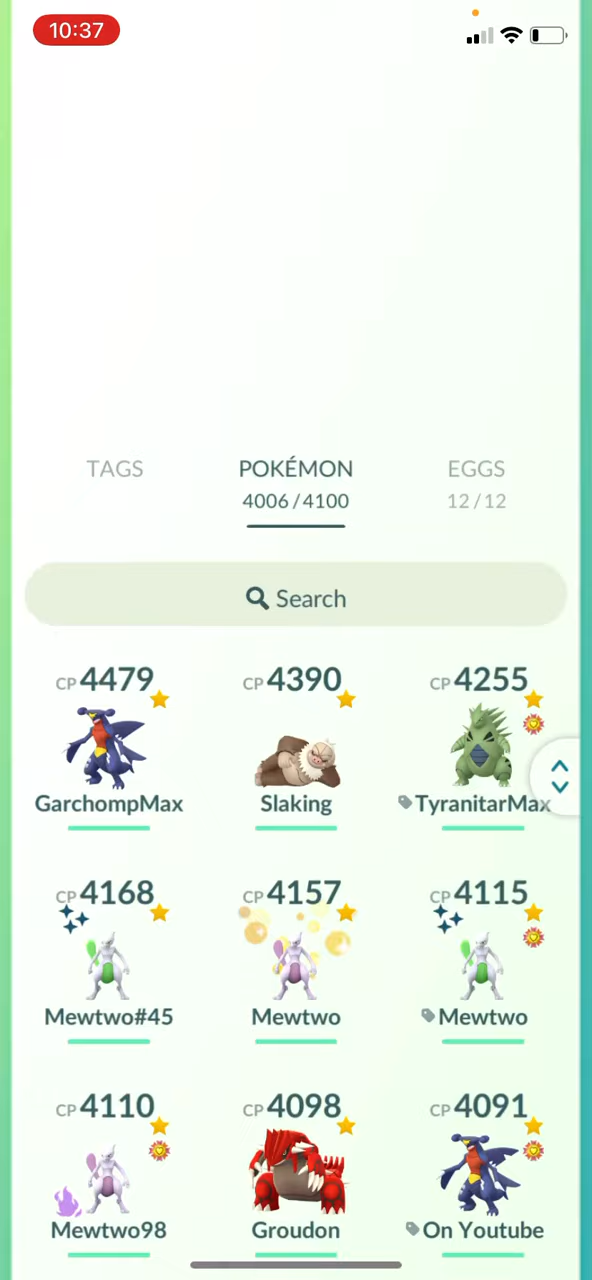 10:37
TAGS POKÉMON EGGS
4006 / 4100 12 / 12
Search
CP 4479 CP 4390 CP 4255
GarchompMax Slaking TyranitarMax
CP 4168 CP 4157 CP 4115
Mewtwo#45 Mewtwo Mewtwo
CP 4110 CP 4098 CP 4091
Mewtwo98 Groudon On Youtube